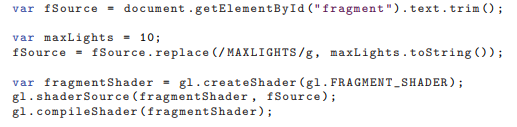 var fSource = document.getElementById("fragment").text.trim();
var maxLights = 10;
fSource = fSource.replace(/MAXLIGHTS/g, maxLights.toString());
var fragmentShader = gl.createShader(gl.FRAGMENT_SHADER);
gl.shaderSource(fragmentShader, fSource);
gl.compileShader(fragmentShader);